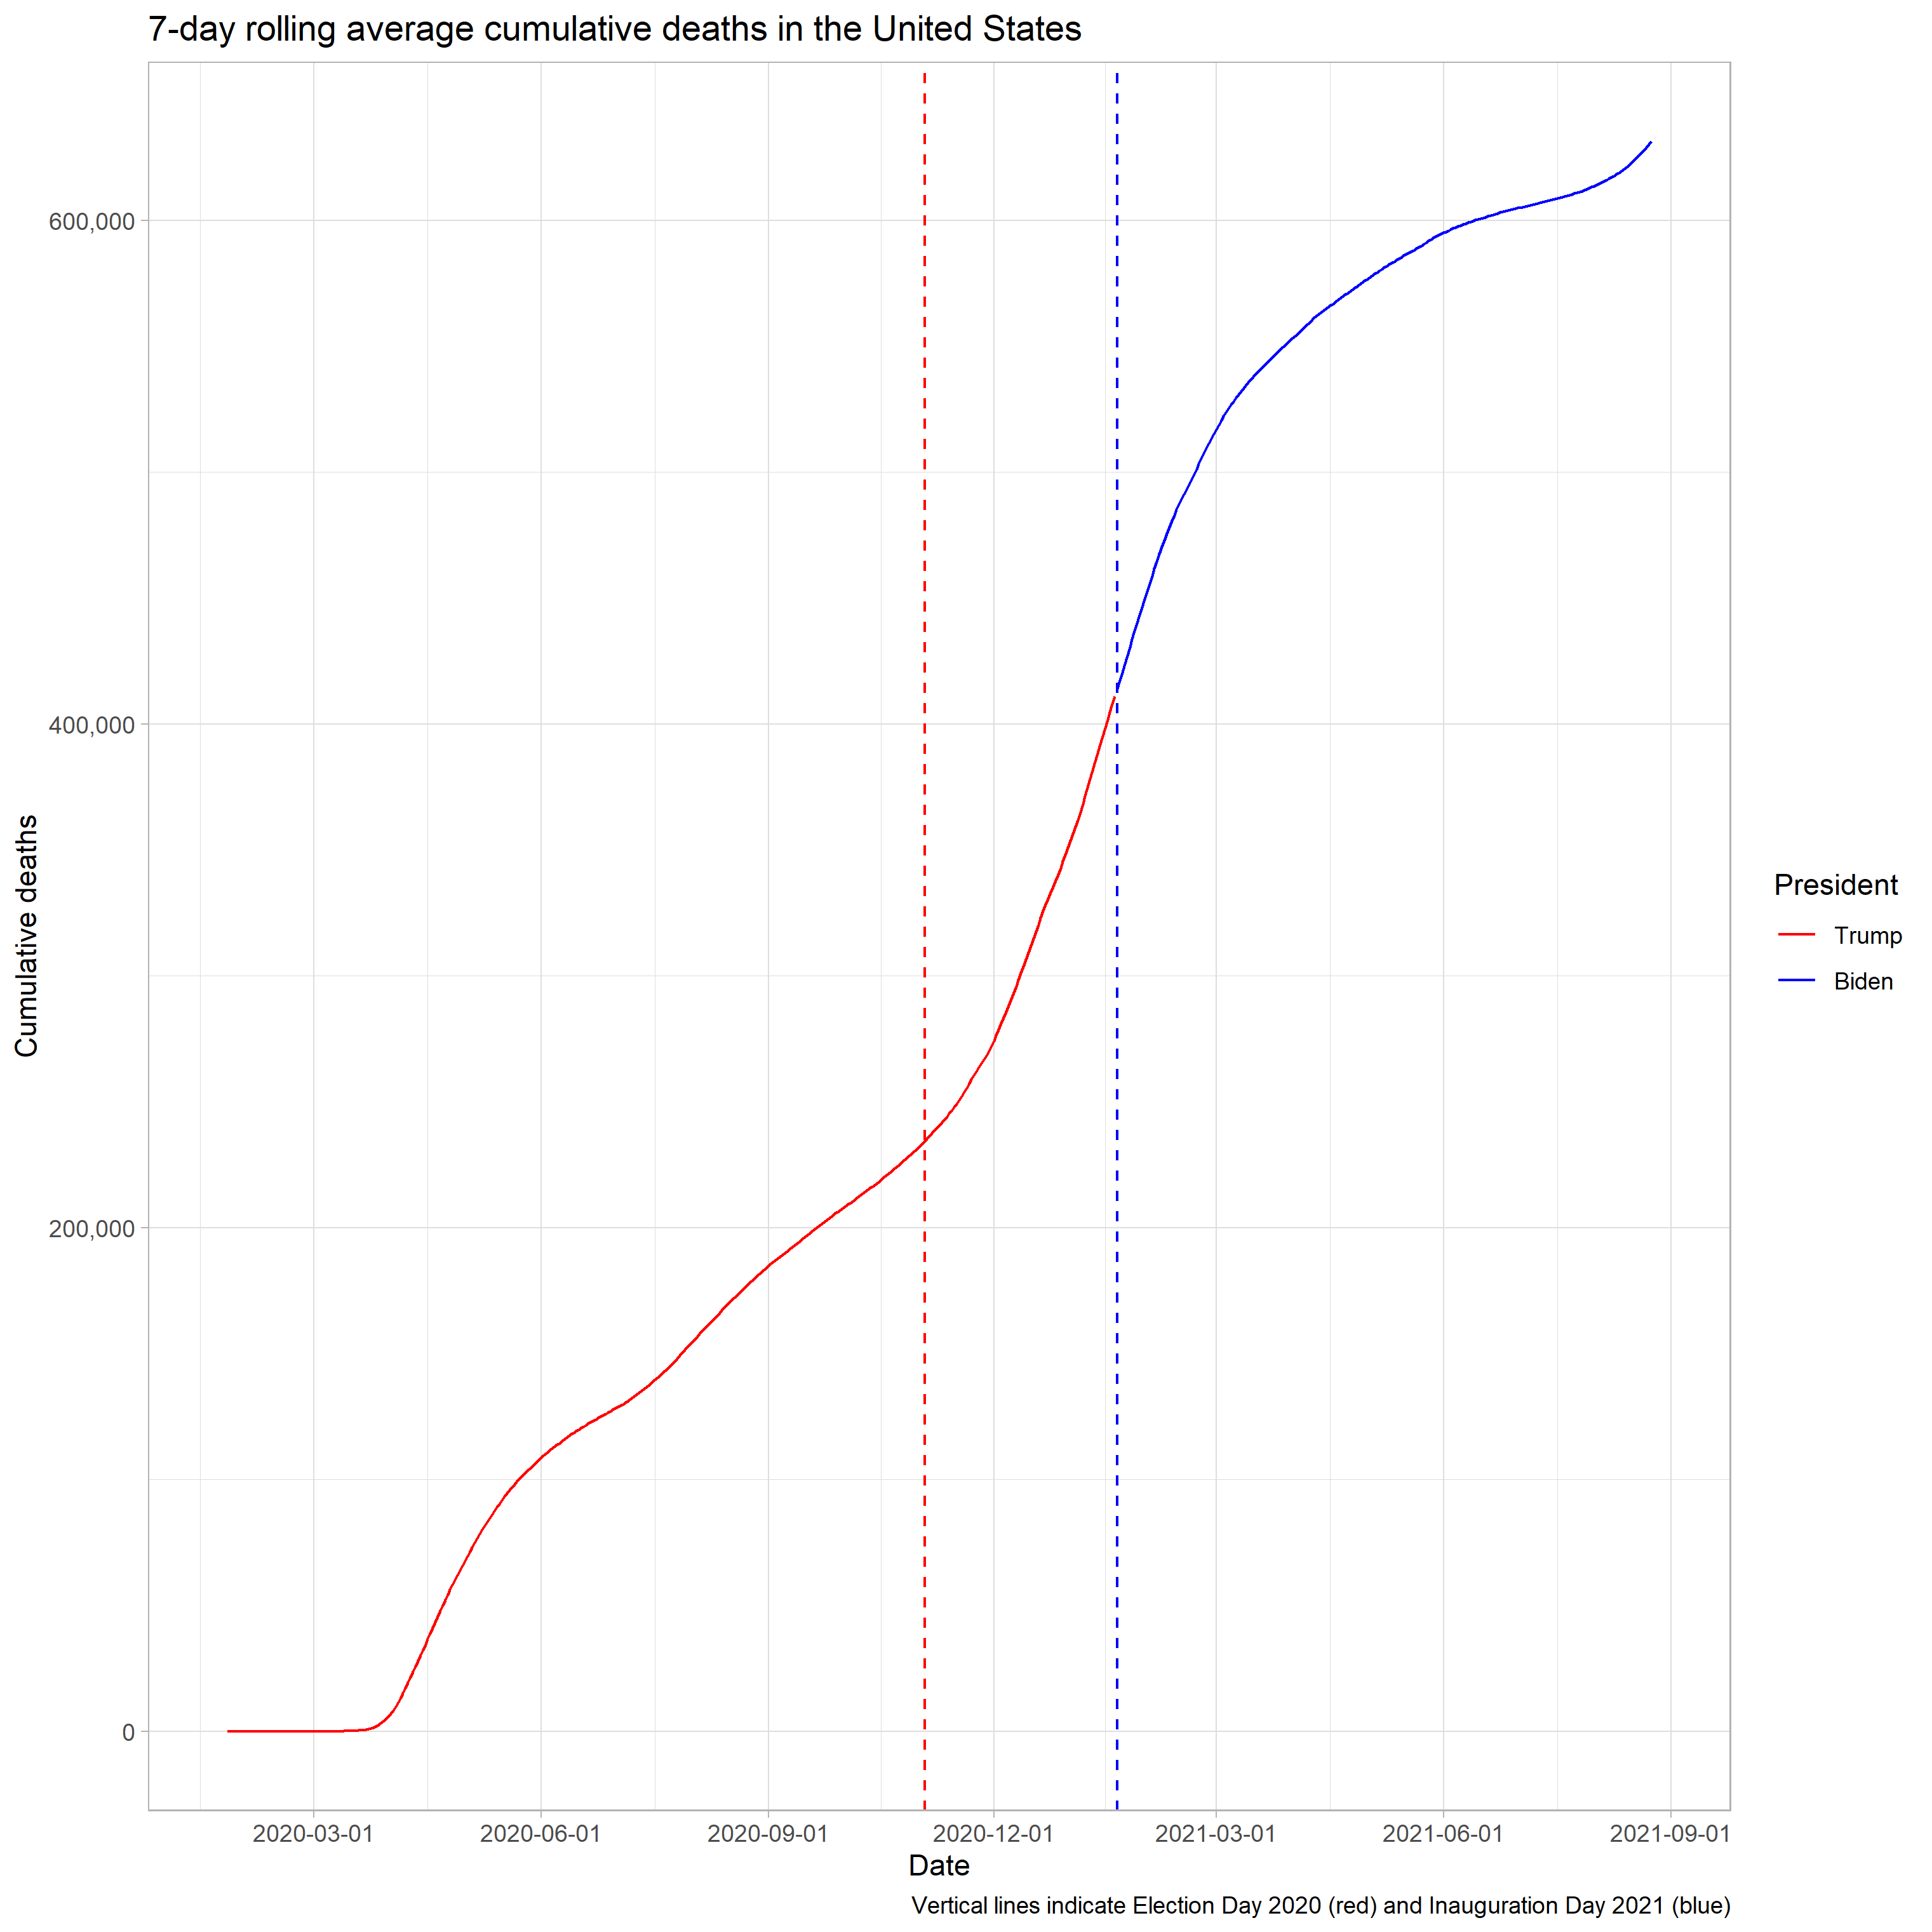 7-day rolling average cumulative deaths in the United States
Cumulative deaths
600,000
400,000
200,000
0
President
Trump
Biden
2020-03-01
2020-06-01
2020-09-01
2020-12-01
2021-03-01
2021-06-01
2021-09-01
Date
Vertical lines indicate Election Day 2020 (red) and Inauguration Day 2021 (blue)